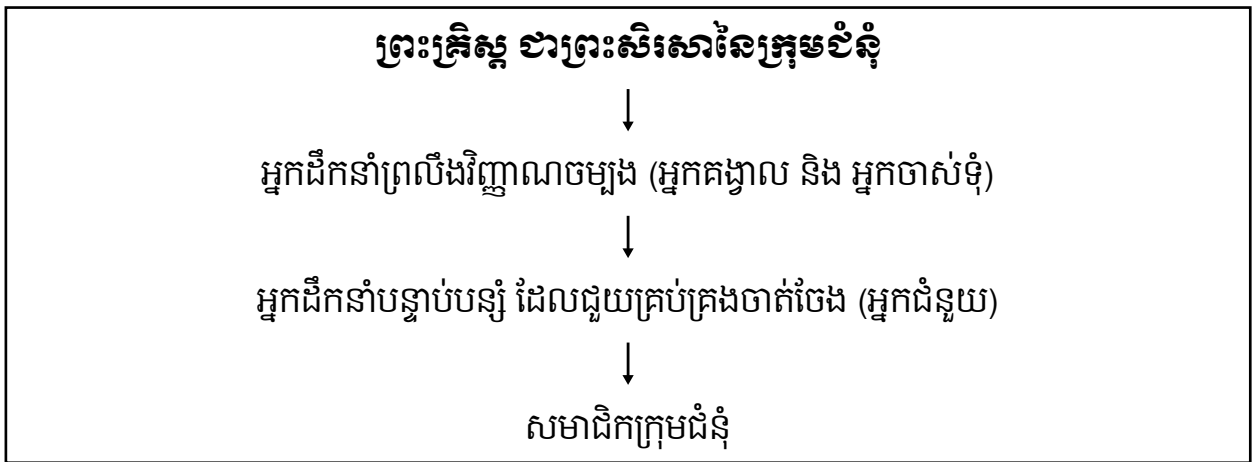 ព្រះគ្រិស្ត ជាព្រះសិរសានៃក្រុមជំនុំ
អ្នកដឹកនាំព្រលឹងវិញ្ញាណចម្បង (អ្នកគង្វាល និង អ្នកចាស់ទុំ)
អ្នកដឹកនាំបន្ទាប់បន្សំ ដែលជួយគ្រប់គ្រងចាត់ចែង (អ្នកជំនួយ)
សមាជិកក្រុមជំនុំ